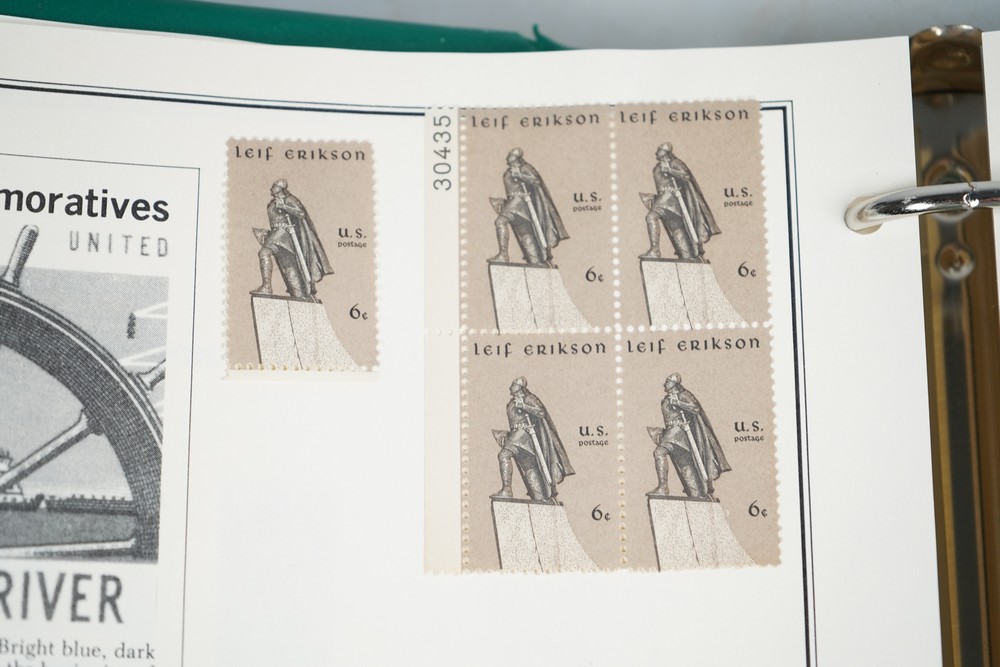 moratives
UNITED
RIVER
Bright blue, dark
LEIF ERIKSON
U.S.
postage
6¢
30435
LEIF ERIKSON
U.S.
postage
6¢
LEIF ERIKSON
U.S.
postage
6¢
LEIF ERIKSON
U.S.
postage
6¢
LEIF ERIKSON
U.S.
postage
6¢